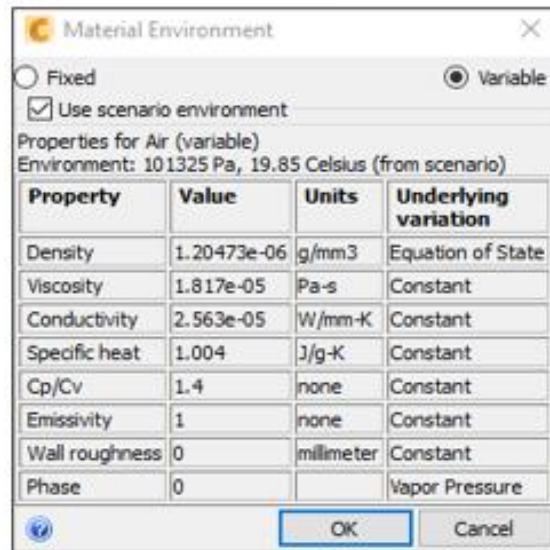 Material Environment
Fixed Variable
Use scenario environment
Properties for Air (variable)
Environment: 101325 Pa, 19.85 Celsius (from scenario)
Property Value Units Underlying variation
Density 1.20473e-06 g/mm3 Equation of State
Viscosity 1.817e-05 Pa-s Constant
Conductivity 2.563e-05 W/mm-K Constant
Specific heat 1.004 J/g-K Constant
Cp/Cv 1.4 none Constant
Emissivity 1 none Constant
Wall roughness 0 millimeter Constant
Phase 0 Vapor Pressure
OK Cancel